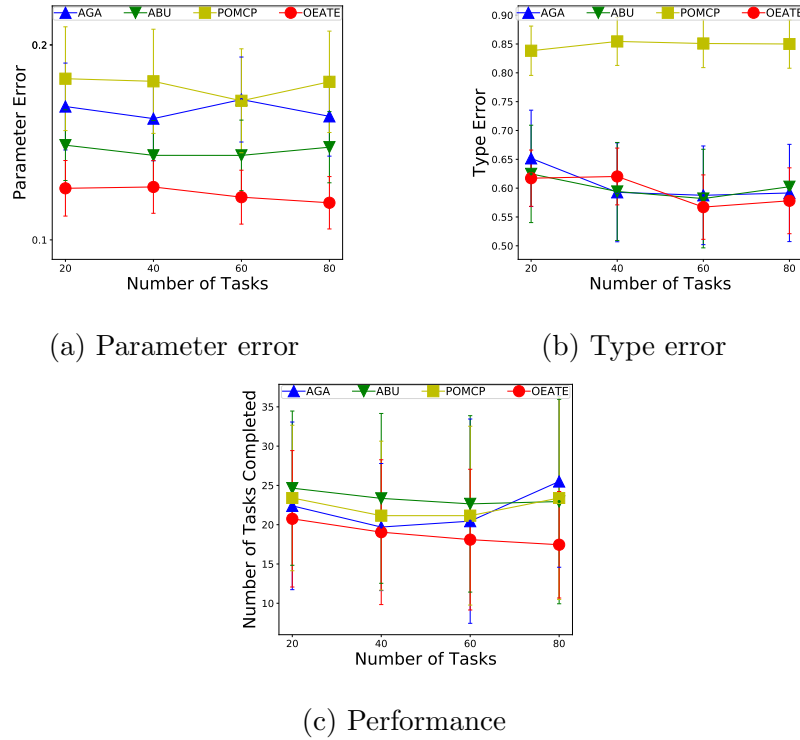 AGA ABU POMCP OEATE
0.2
0.1
Parameter Error
20 40 60 80
Number of Tasks
(a) Parameter error
AGA ABU POMCP OEATE
0.90
0.85
0.80
0.75
0.70
0.65
0.60
0.55
0.50
Type Error
20 40 60 80
Number of Tasks
(b) Type error
AGA ABU POMCP OEATE
35
30
25
20
15
10
Number of Tasks Completed
20 40 60 80
Number of Tasks
(c) Performance